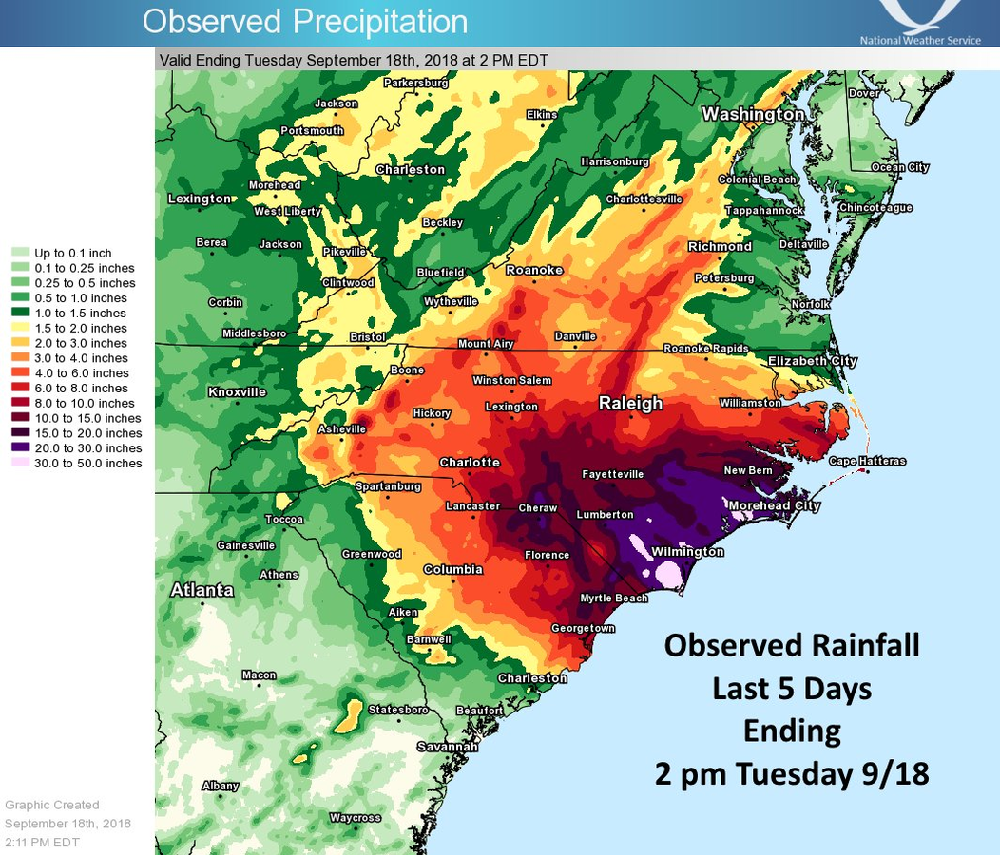 Observed Precipitation
National Weather Service
Valid Ending Tuesday September 18th, 2018 at 2 PM EDT
Parkersburg
Dover
Jackson
Elkins
Washington
Portsmouth
Harrisonburg
Charleston
Ocean City
Morehead
Colonial Beach
Lexington
Charlottesville
West Liberty
Tappahannock
Chincoteague
Beckley
Berea
Jackson
Pikeville
Richmond
Deltaville
Bluefield
Roanoke
Clintwood
Petersburg
Corbin
Wytheville
Norfolk
Middlesboro
Bristol
Mount Airy
Danville
Roanoke Rapids
Elizabeth City
Boone
Winston Salem
Knoxville
Lexington
Raleigh
Williamston
Hickory
Asheville
Charlotte
Cape Hatteras
Fayetteville
New Bern
Spartanburg
Lancaster
Cheraw
Morehead City
Lumberton
Toccoa
Gainesville
Greenwood
Florence
Wilmington
Athens
Columbia
Atlanta
Myrtle Beach
Aiken
Georgetown
Barnwell
Macon
Charleston
Statesboro
Beaufort
Savannah
Albany
Waycross
Up to 0.1 inch
0.1 to 0.25 inches
0.25 to 0.5 inches
0.5 to 1.0 inches
1.0 to 1.5 inches
1.5 to 2.0 inches
2.0 to 3.0 inches
3.0 to 4.0 inches
4.0 to 6.0 inches
6.0 to 8.0 inches
8.0 to 10.0 inches
10.0 to 15.0 inches
15.0 to 20.0 inches
20.0 to 30.0 inches
30.0 to 50.0 inches
Observed Rainfall
Last 5 Days
Ending
2 pm Tuesday 9/18
Graphic Created
September 18th, 2018
2:11 PM EDT